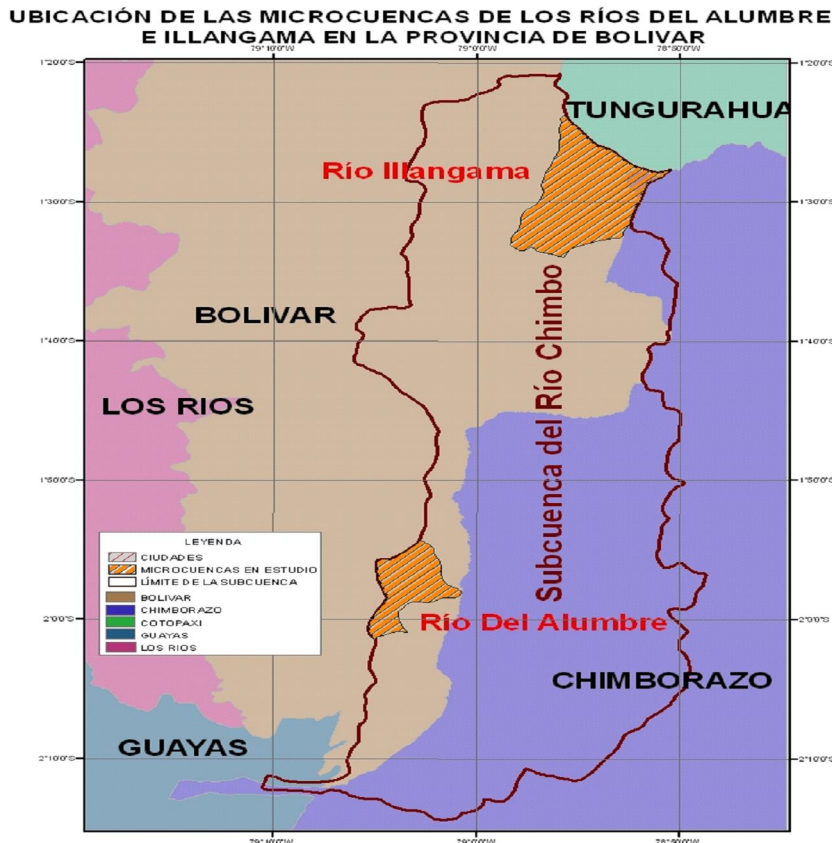 UBICACIÓN DE LAS MICROCUENCAS DE LOS RÍOS DEL ALUMBRE
E ILLANGAMA EN LA PROVINCIA DE BOLIVAR
79°10'0"W 79°0'0"W 78°50'0"W
1°20'0"S 1°20'0"S
TUNGURAHUA
Río Illangama
1°30'0"S 1°30'0"S
Subcuenca del Río Chimbo
BOLIVAR
1°40'0"S 1°40'0"S
LOS RIOS
1°50'0"S 1°50'0"S
LEYENDA
CIUDADES
MICROCUENCAS EN ESTUDIO
LÍMITE DE LA SUBCUENCA
BOLIVAR
CHIMBORAZO
COTOPAXI
GUAYAS
LOS RIOS
2°0'0"S 2°0'0"S
Río Del Alumbre
CHIMBORAZO
GUAYAS
2°10'0"S 2°10'0"S
79°10'0"W 79°0'0"W 78°50'0"W